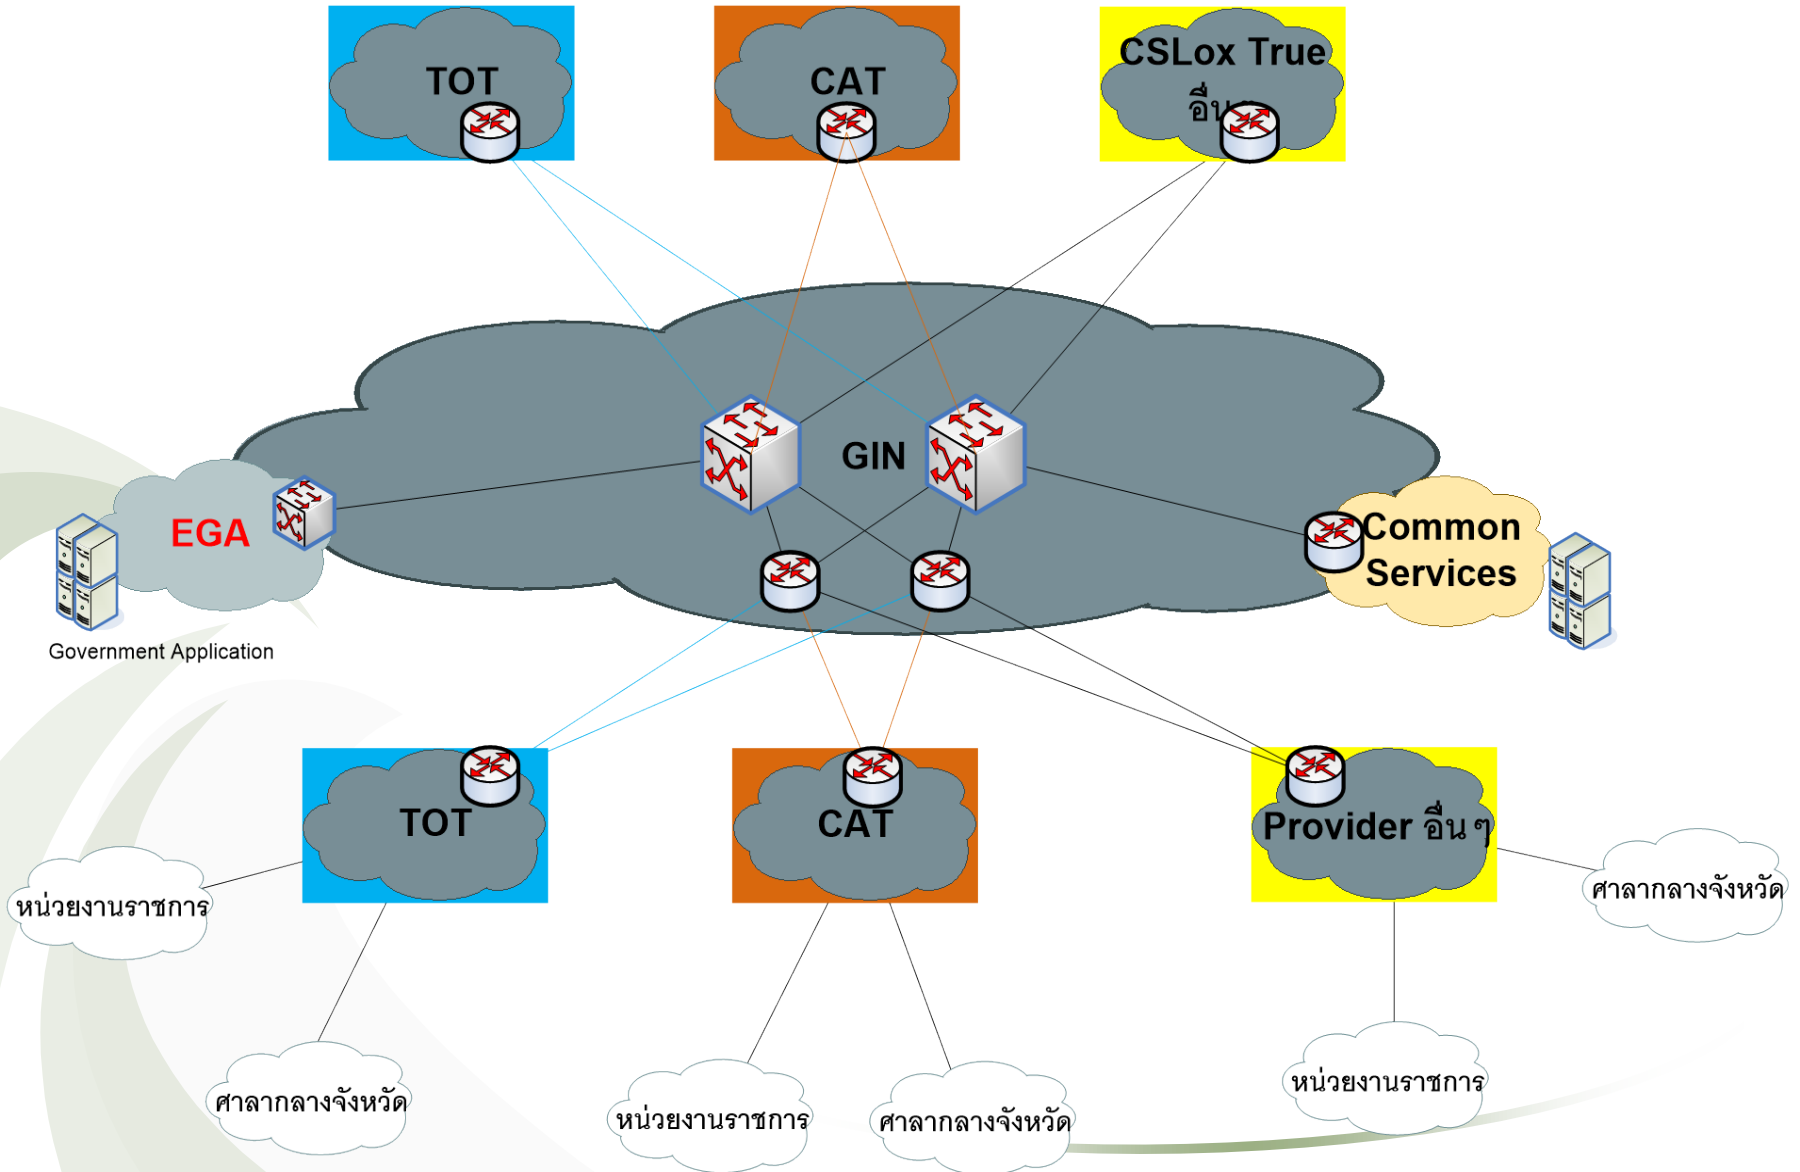 TOT
CAT
CSLox True
อื่นๆ
GIN
EGA
Common
Services
Government Application
TOT
CAT
Provider อื่น ๆ
หน่วยงานราชการ
ศาลากลางจังหวัด
ศาลากลางจังหวัด
หน่วยงานราชการ
ศาลากลางจังหวัด
หน่วยงานราชการ